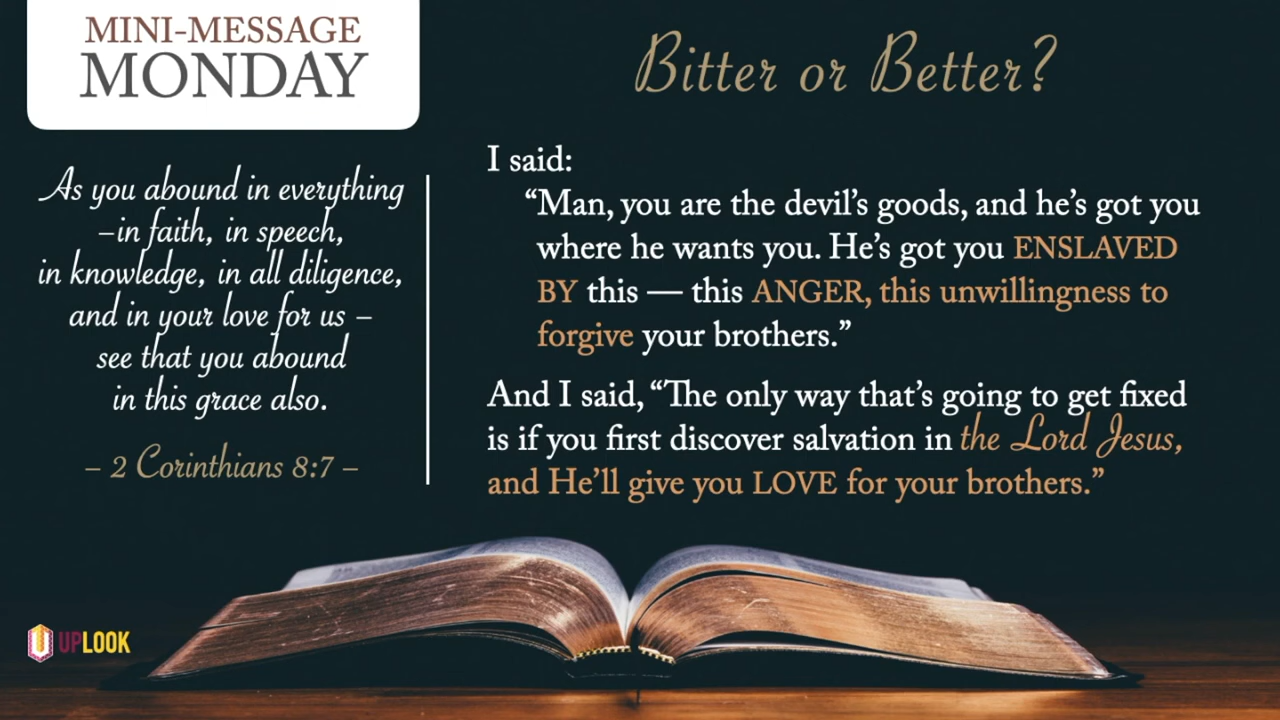 MINI-MESSAGE
MONDAY
As you abound in everything
–in faith, in speech,
in knowledge, in all diligence,
and in your love for us –
see that you abound
in this grace also.
– 2 Corinthians 8:7 –
Bitter or Better?
I said:
“Man, you are the devil’s goods, and he’s got you
where he wants you. He’s got you ENSLAVED
BY this — this ANGER, this unwillingness to
forgive your brothers.”
And I said, “The only way that’s going to get fixed
is if you first discover salvation in the Lord Jesus,
and He’ll give you LOVE for your brothers.”
UPLOOK